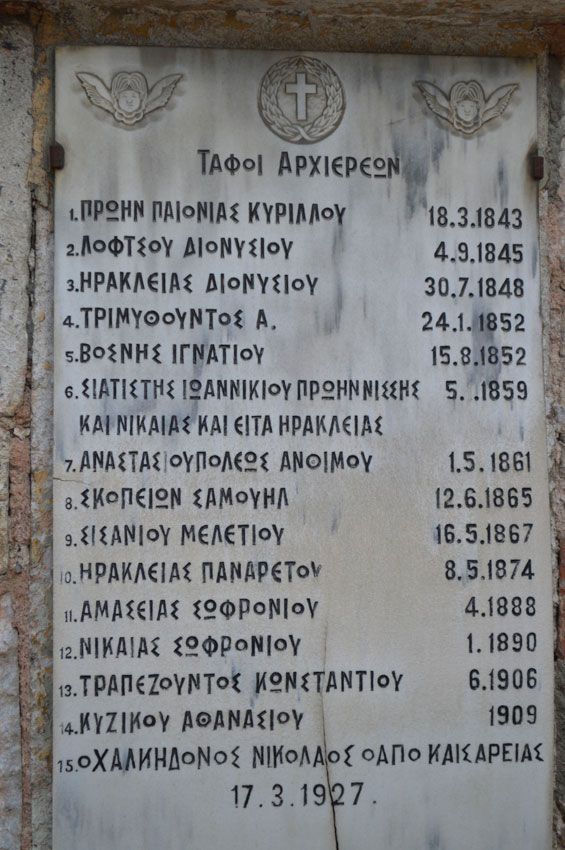 ΤΑΦΟΙ ΑΡΧΙΕΡΕΩΝ
1. ΠΡΩΗΝ ΠΑΙΟΝΙΑΣ ΚΥΡΙΛΛΟΥ 18.3.1843
2. ΛΟΦΤΣΟΥ ΔΙΟΝΥΣΙΟΥ 4.9.1845
3. ΗΡΑΚΛΕΙΑΣ ΔΙΟΝΥΣΙΟΥ 30.7.1848
4. ΤΡΙΜΥΘΟΥΝΤΟΣ Α. 24.1.1852
5. ΒΟΣΝΗΣ ΙΓΝΑΤΙΟΥ 15.8.1852
6. ΣΙΑΤΙΣΤΗΣ ΙΩΑΝΝΙΚΙΟΥ ΠΡΩΗΝ ΝΙΣΣΗΣ 5. .1859
ΚΑΙ ΝΙΚΑΙΑΣ ΚΑΙ ΕΙΤΑ ΗΡΑΚΛΕΙΑΣ
7. ΑΝΑΣΤΑΣΙΟΥΠΟΛΕΩΣ ΑΝΘΙΜΟΥ 1.5.1861
8. ΣΚΟΠΕΙΩΝ ΣΑΜΟΥΗΛ 12.6.1865
9. ΣΙΣΑΝΙΟΥ ΜΕΛΕΤΙΟΥ 16.5.1867
10. ΗΡΑΚΛΕΙΑΣ ΠΑΝΑΡΕΤΟΥ 8.5.1874
11. ΑΜΑΣΕΙΑΣ ΣΩΦΡΟΝΙΟΥ 4.1888
12. ΝΙΚΑΙΑΣ ΣΩΦΡΟΝΙΟΥ 1.1890
13. ΤΡΑΠΕΖΟΥΝΤΟΣ ΚΩΝΣΤΑΝΤΙΟΥ 6.1906
14. ΚΥΖΙΚΟΥ ΑΘΑΝΑΣΙΟΥ 1909
15. Ο ΧΑΛΚΗΔΟΝΟΣ ΝΙΚΟΛΑΟΣ Ο ΑΠΟ ΚΑΙΣΑΡΕΙΑΣ
17.3.1927.